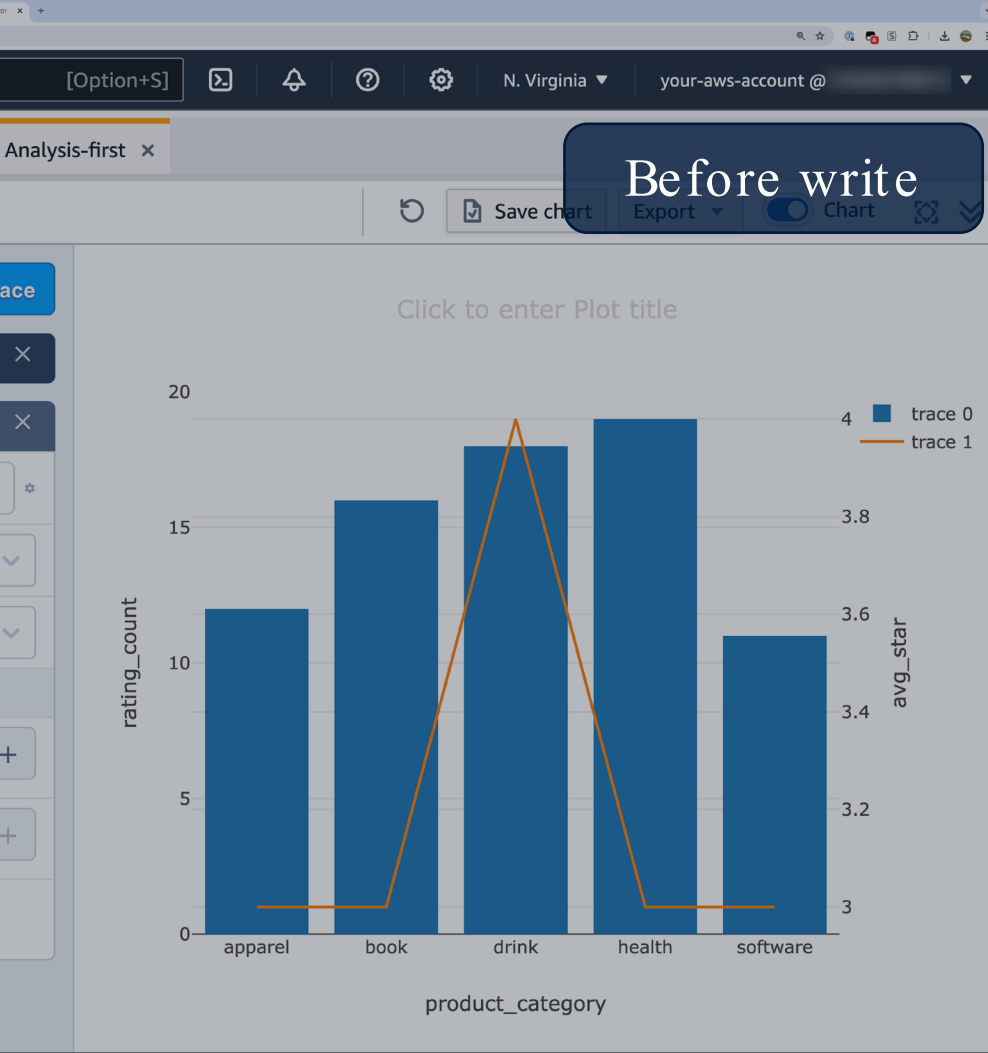 [Option+S]
N. Virginia
your-aws-account @
Analysis-first
Before write
Save chart
Export
Chart
ace
Click to enter Plot title
20
15
10
5
0
rating_count
4
3.8
3.6
3.4
3.2
3
avg_star
trace 0
trace 1
apparel
book
drink
health
software
product_category